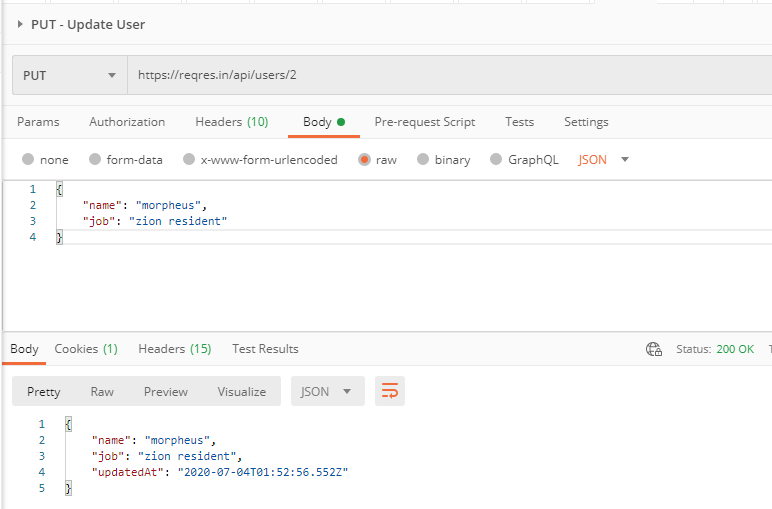 PUT - Update User
PUT https://reqres.in/api/users/2
Params Authorization Headers (10) Body Pre-request Script Tests Settings
none form-data x-www-form-urlencoded raw binary GraphQL JSON
1 {
2 "name": "morpheus",
3 "job": "zion resident"
4 }
Body Cookies (1) Headers (15) Test Results Status: 200 OK T
Pretty Raw Preview Visualize JSON
1 {
2 "name": "morpheus",
3 "job": "zion resident",
4 "updatedAt": "2020-07-04T01:52:56.552Z"
5 }